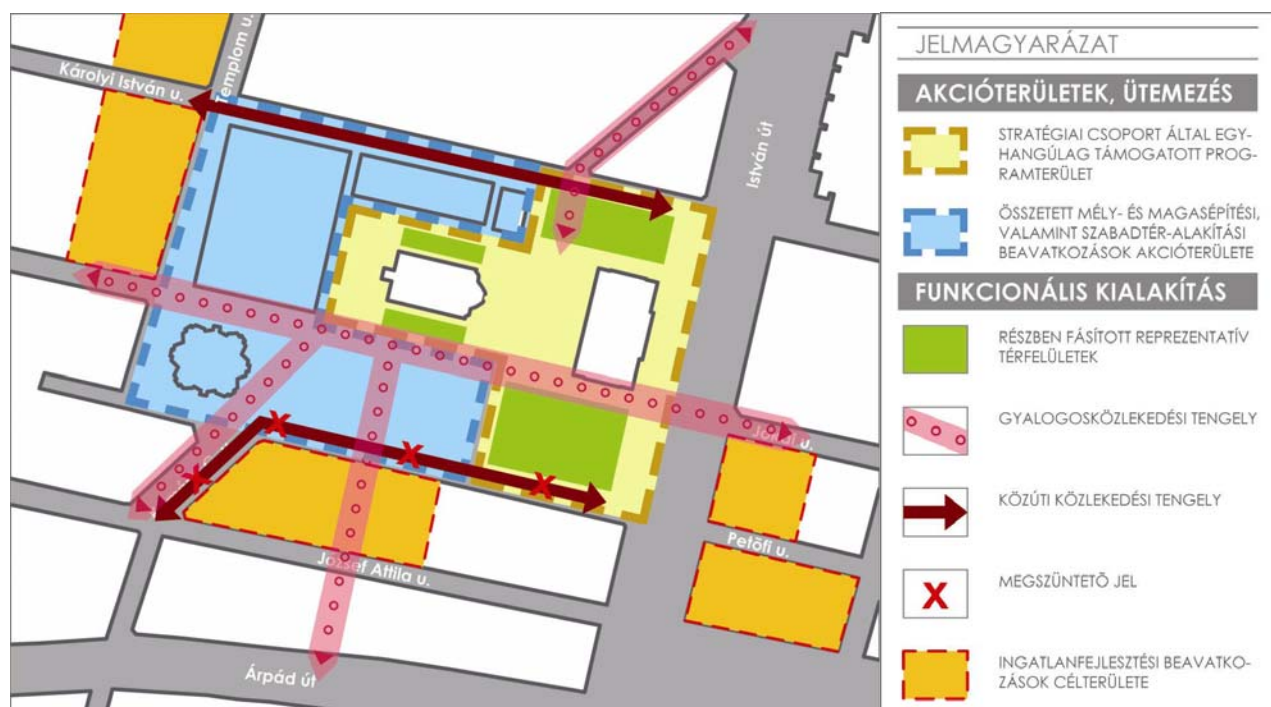 Templom u.
Károlyi István u.
István út
Jókai u.
Petőfi u.
József Attila u.
Árpád út
JELMAGYARÁZAT
AKCIÓTERÜLETEK, ÜTEMEZÉS
STRATÉGIAI CSOPORT ÁLTAL EGY-
HANGÚLAG TÁMOGATOTT PROG-
RAMTERÜLET
ÖSSZETETT MÉLY- ÉS MAGASÉPÍTÉSI,
VALAMINT SZABADTÉR-ALAKÍTÁSI
BEAVATKOZÁSOK AKCIÓTERÜLETE
FUNKCIONÁLIS KIALAKÍTÁS
RÉSZBEN FÁSÍTOTT REPREZENTATÍV
TÉRFELÜLETEK
GYALOGOSKÖZLEKEDÉSI TENGELY
KÖZÚTI KÖZLEKEDÉSI TENGELY
X
MEGSZÜNTETŐ JEL
INGATLANFEJLESZTÉSI BEAVATKO-
ZÁSOK CÉLTERÜLETE